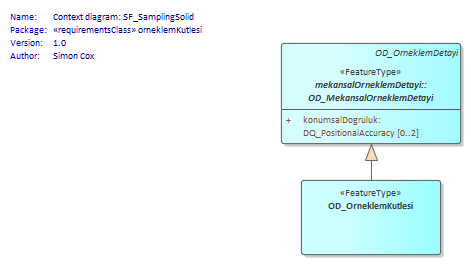 Name: Context diagram: SF_SamplingSolid
Package: «requirementsClass» orneklemKutlesi
Version: 1.0
Author: Simon Cox
OD_OrneklemDetayi
«FeatureType»
mekansalOrneklemDetayi::
OD_MekansalOrneklemDetayi
+ konumsalDogruluk:
DQ_PositionalAccuracy [0..2]
«FeatureType»
OD_OrneklemKutlesi